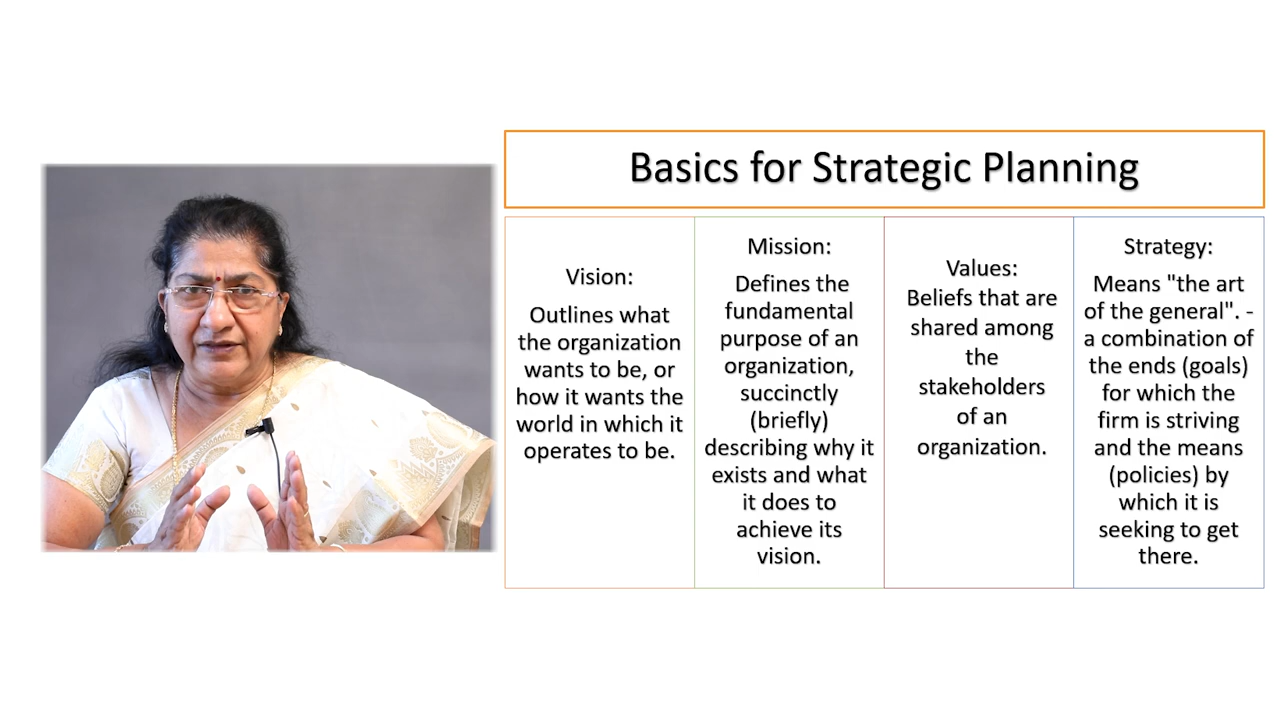 Basics for Strategic Planning
Vision:
Outlines what
the organization
wants to be, or
how it wants the
world in which it
operates to be.
Mission:
Defines the
fundamental
purpose of an
organization,
succinctly
(briefly)
describing why it
exists and what
it does to
achieve its
vision.
Values:
Beliefs that are
shared among
the
stakeholders
of an
organization.
Strategy:
Means "the art
of the general". -
a combination of
the ends (goals)
for which the
firm is striving
and the means
(policies) by
which it is
seeking to get
there.